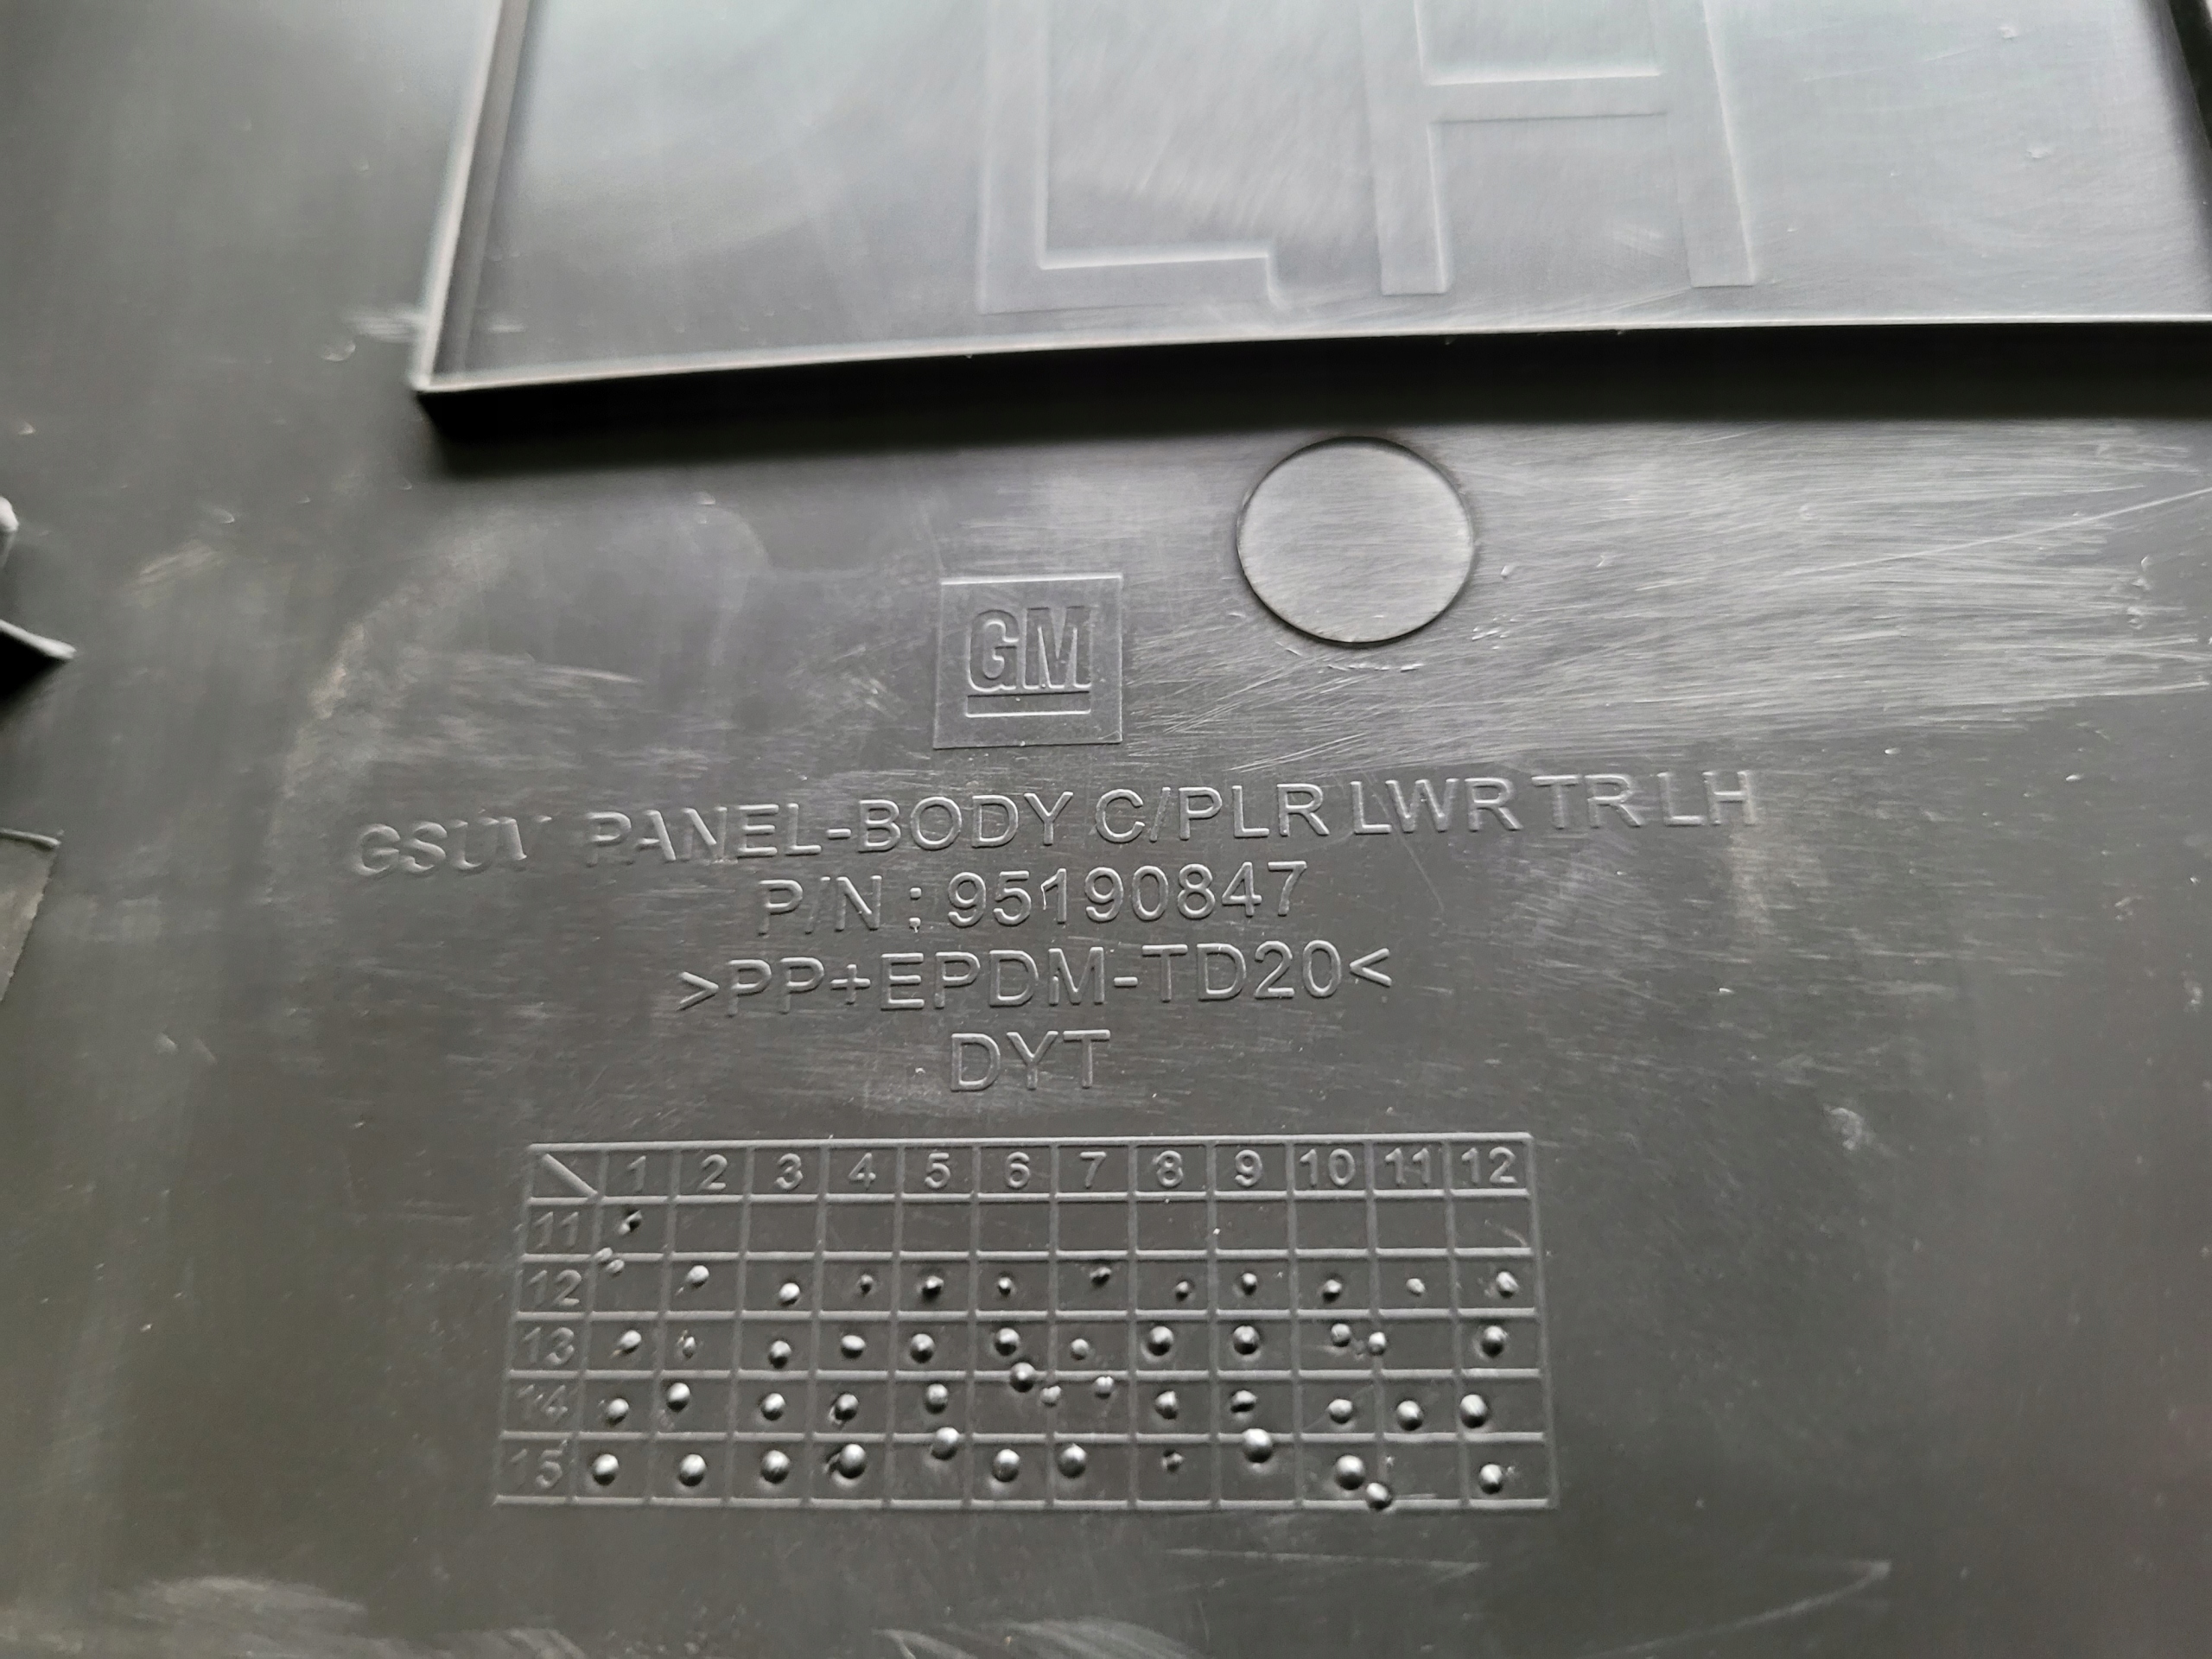 LH
GM
GSUV PANEL-BODY C/PLR LWR TR LH
P/N : 95190847
>PP+EPDM-TD20<
DYT
1 2 3 4 5 6 7 8 9 10 11 12
11
12
13
14
15